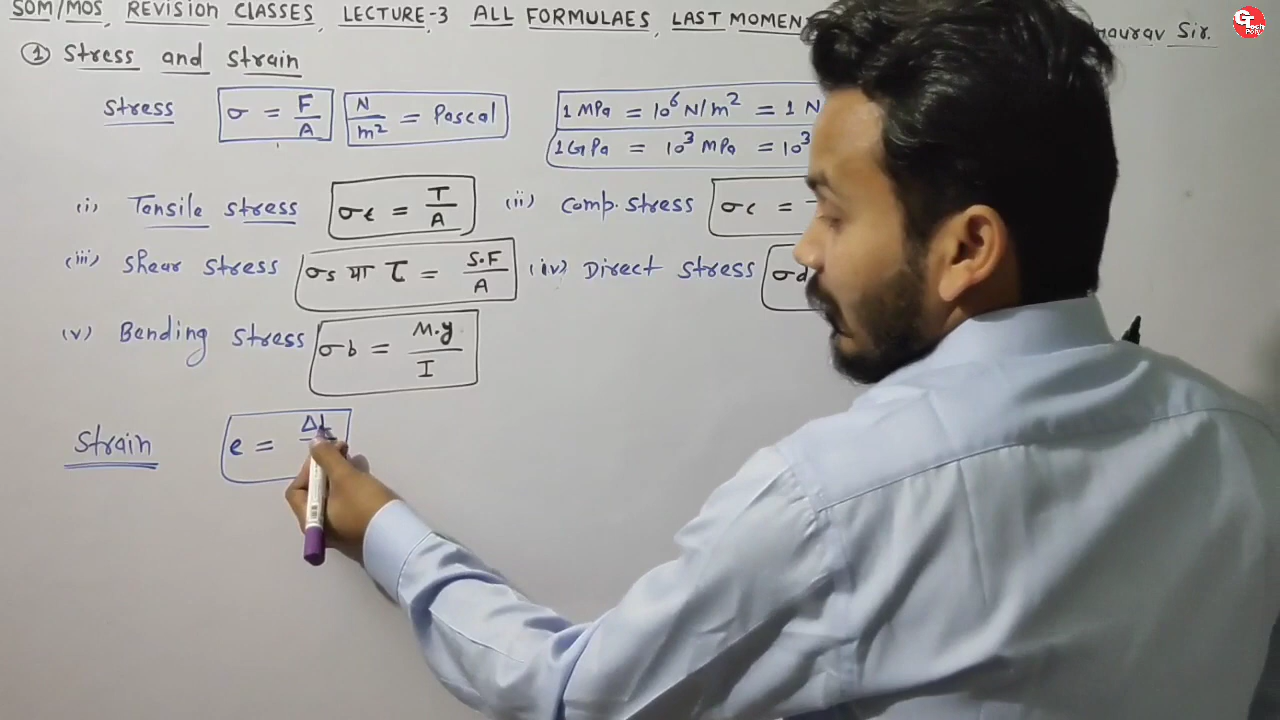 SOM/MOS, REVISION CLASSES, LECTURE-3 ALL FORMULAES, LAST MOMENT
Gaurav Sir.
① Stress and strain
Stress σ = F/A N/m² = Pascal 1 MPa = 10⁶ N/m² = 1 N
1 GPa = 10³ MPa = 10³
(i) Tensile stress σt = T/A (ii) Comp. stress σc =
(iii) Shear stress σs या τ = S.F/A (iv) Direct stress σd
(v) Bending stress σb = M.y/I
Strain e = ΔL